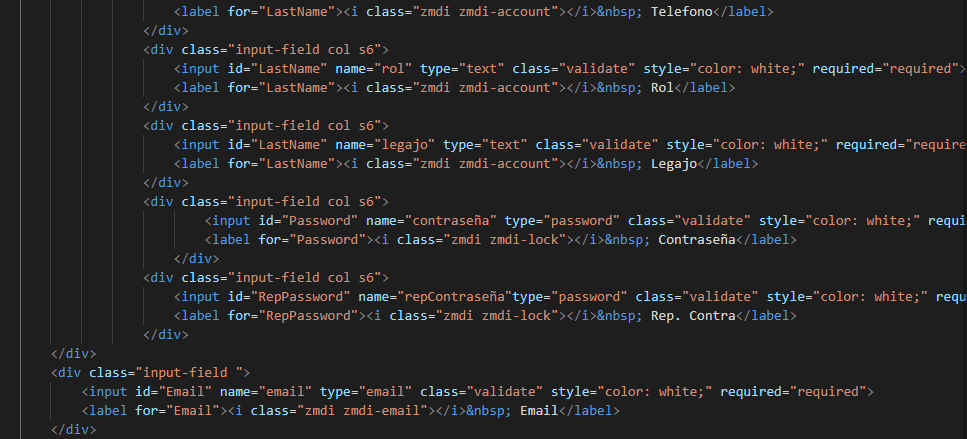 <label for="LastName"><i class="zmdi zmdi-account"></i>&nbsp; Telefono</label>
</div>
<div class="input-field col s6">
<input id="LastName" name="rol" type="text" class="validate" style="color: white;" required="required">
<label for="LastName"><i class="zmdi zmdi-account"></i>&nbsp; Rol</label>
</div>
<div class="input-field col s6">
<input id="LastName" name="legajo" type="text" class="validate" style="color: white;" required="require
<label for="LastName"><i class="zmdi zmdi-account"></i>&nbsp; Legajo</label>
</div>
<div class="input-field col s6">
<input id="Password" name="contraseña" type="password" class="validate" style="color: white;" requi
<label for="Password"><i class="zmdi zmdi-lock"></i>&nbsp; Contraseña</label>
</div>
<div class="input-field col s6">
<input id="RepPassword" name="repContraseña"type="password" class="validate" style="color: white;" requ
<label for="RepPassword"><i class="zmdi zmdi-lock"></i>&nbsp; Rep. Contra</label>
</div>
</div>
<div class="input-field ">
<input id="Email" name="email" type="email" class="validate" style="color: white;" required="required">
<label for="Email"><i class="zmdi zmdi-email"></i>&nbsp; Email</label>
</div>